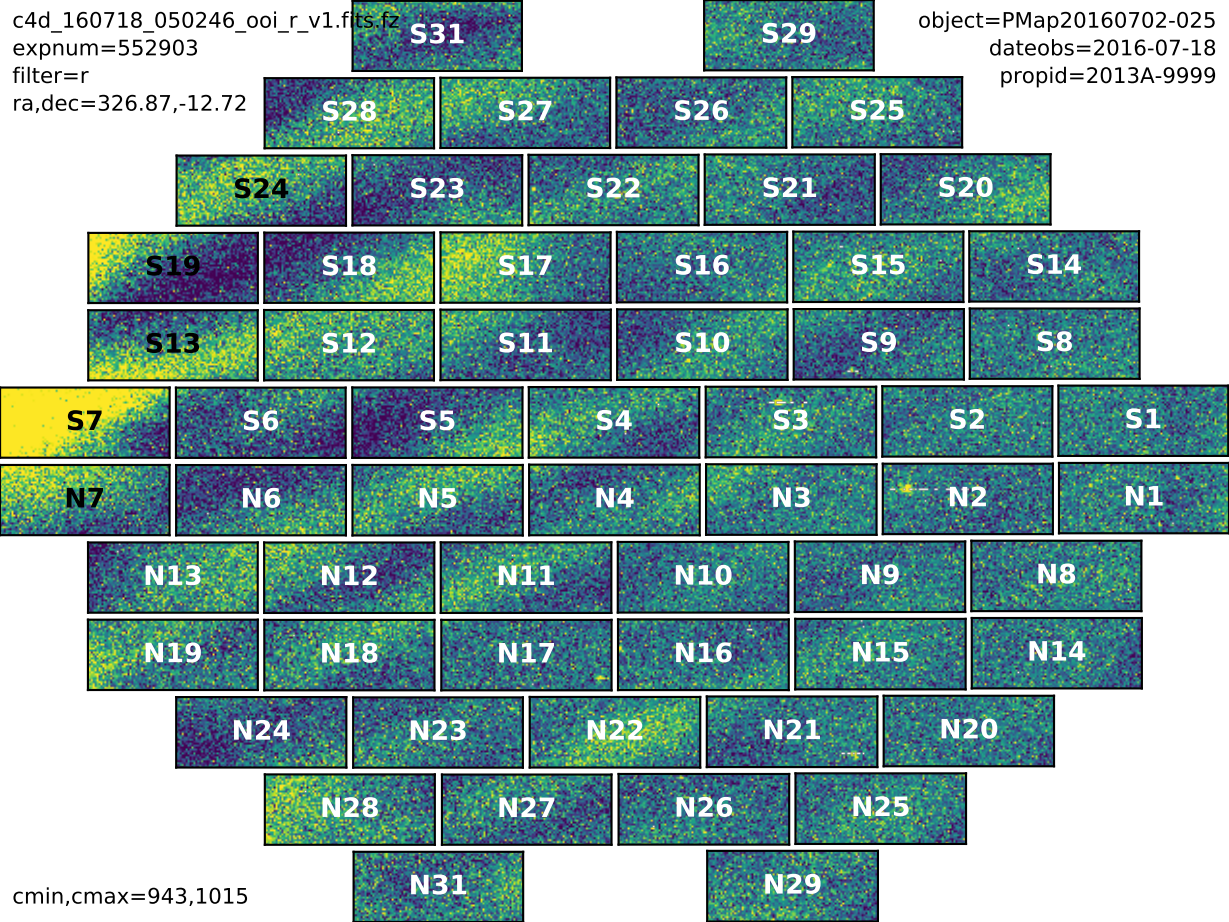 c4d_160718_050246_ooi_r_v1.fits.fz
expnum=552903
filter=r
ra,dec=326.87,-12.72
object=PMap20160702-025
dateobs=2016-07-18
propid=2013A-9999
S31 S29
S28 S27 S26 S25
S24 S23 S22 S21 S20
S19 S18 S17 S16 S15 S14
S13 S12 S11 S10 S9 S8
S7 S6 S5 S4 S3 S2 S1
N7 N6 N5 N4 N3 N2 N1
N13 N12 N11 N10 N9 N8
N19 N18 N17 N16 N15 N14
N24 N23 N22 N21 N20
N28 N27 N26 N25
N31 N29
cmin,cmax=943,1015